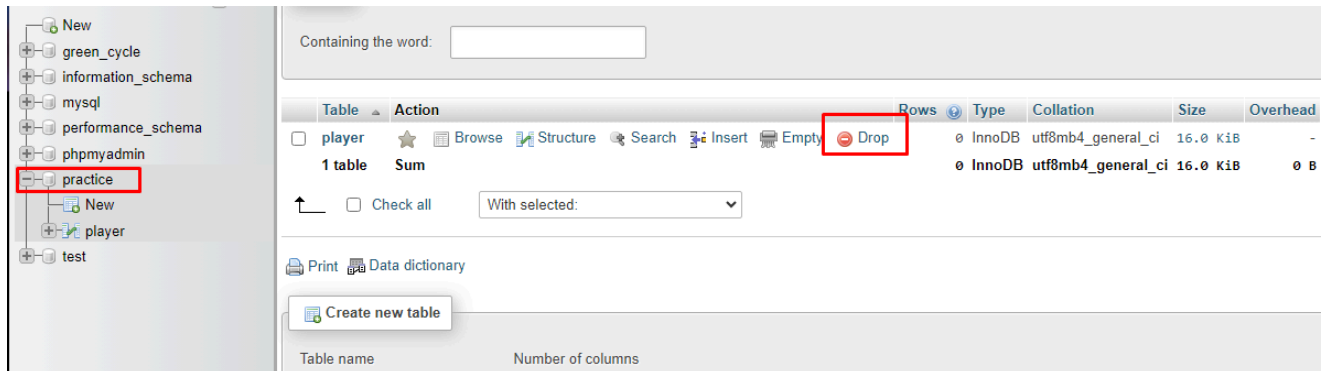 New
green_cycle
information_schema
mysql
performance_schema
phpmyadmin
practice
New
player
test
Containing the word:
Table Action Rows Type Collation Size Overhead
player Browse Structure Search Insert Empty Drop 0 InnoDB utf8mb4_general_ci 16.0 KiB -
1 table Sum 0 InnoDB utf8mb4_general_ci 16.0 KiB 0 B
Check all With selected:
Print Data dictionary
Create new table
Table name Number of columns